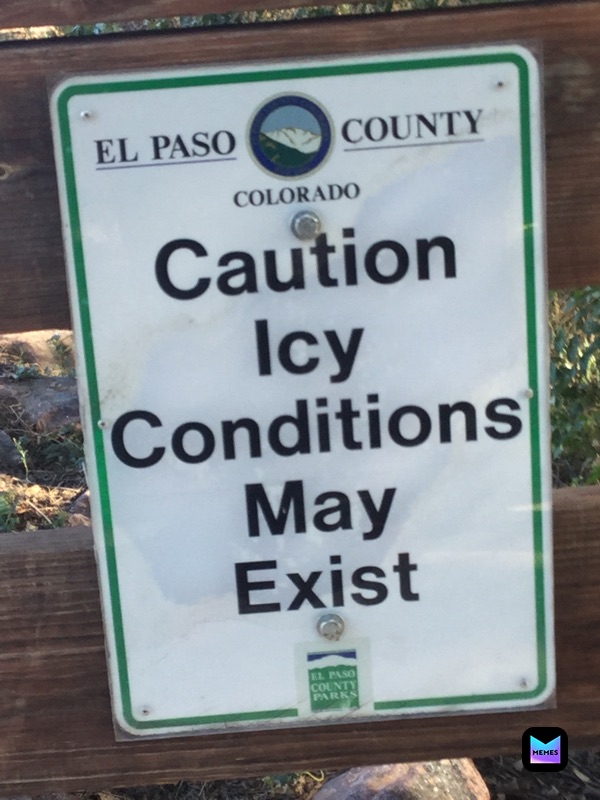 EL PASO COUNTY
COLORADO
Caution
Icy
Conditions
May
Exist
EL PASO
COUNTY
PARKS
MEMES